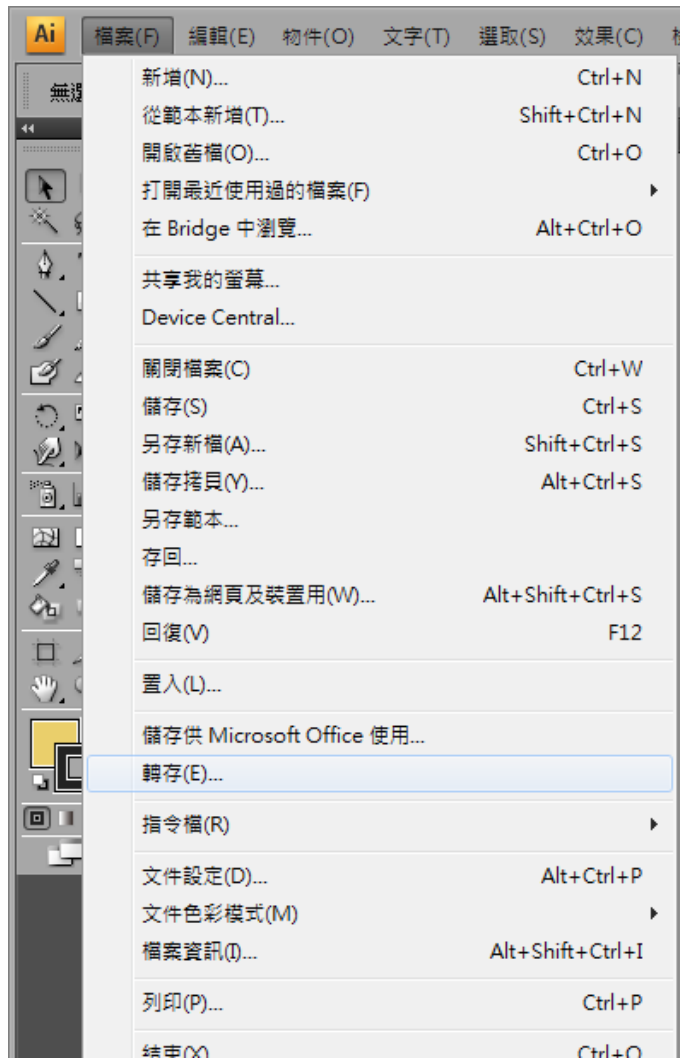 Ai 檔案(F) 編輯(E) 物件(O) 文字(T) 選取(S) 效果(C)
無選
新增(N)... Ctrl+N
從範本新增(T)... Shift+Ctrl+N
開啟舊檔(O)... Ctrl+O
打開最近使用過的檔案(F)
在 Bridge 中瀏覽... Alt+Ctrl+O
共享我的螢幕...
Device Central...
關閉檔案(C) Ctrl+W
儲存(S) Ctrl+S
另存新檔(A)... Shift+Ctrl+S
儲存拷貝(Y)... Alt+Ctrl+S
另存範本...
存回...
儲存為網頁及裝置用(W)... Alt+Shift+Ctrl+S
回復(V) F12
置入(L)...
儲存供 Microsoft Office 使用...
轉存(E)...
指令檔(R)
文件設定(D)... Alt+Ctrl+P
文件色彩模式(M)
檔案資訊(I)... Alt+Shift+Ctrl+I
列印(P)... Ctrl+P
結束(X) Ctrl+Q